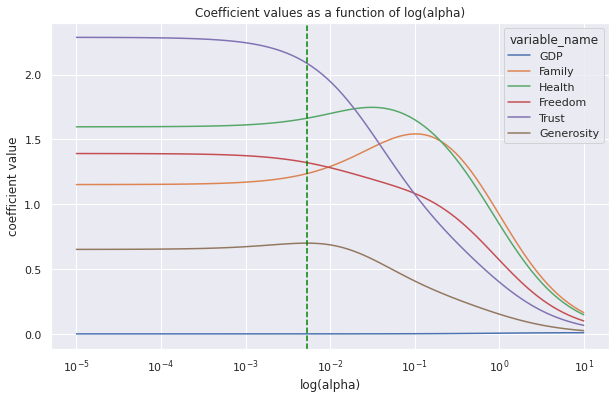 Coefficient values as a function of log(alpha)
variable_name
GDP
Family
Health
Freedom
Trust
Generosity
coefficient value
2.0
1.5
1.0
0.5
0.0
10⁻⁵ 10⁻⁴ 10⁻³ 10⁻² 10⁻¹ 10⁰ 10¹
log(alpha)